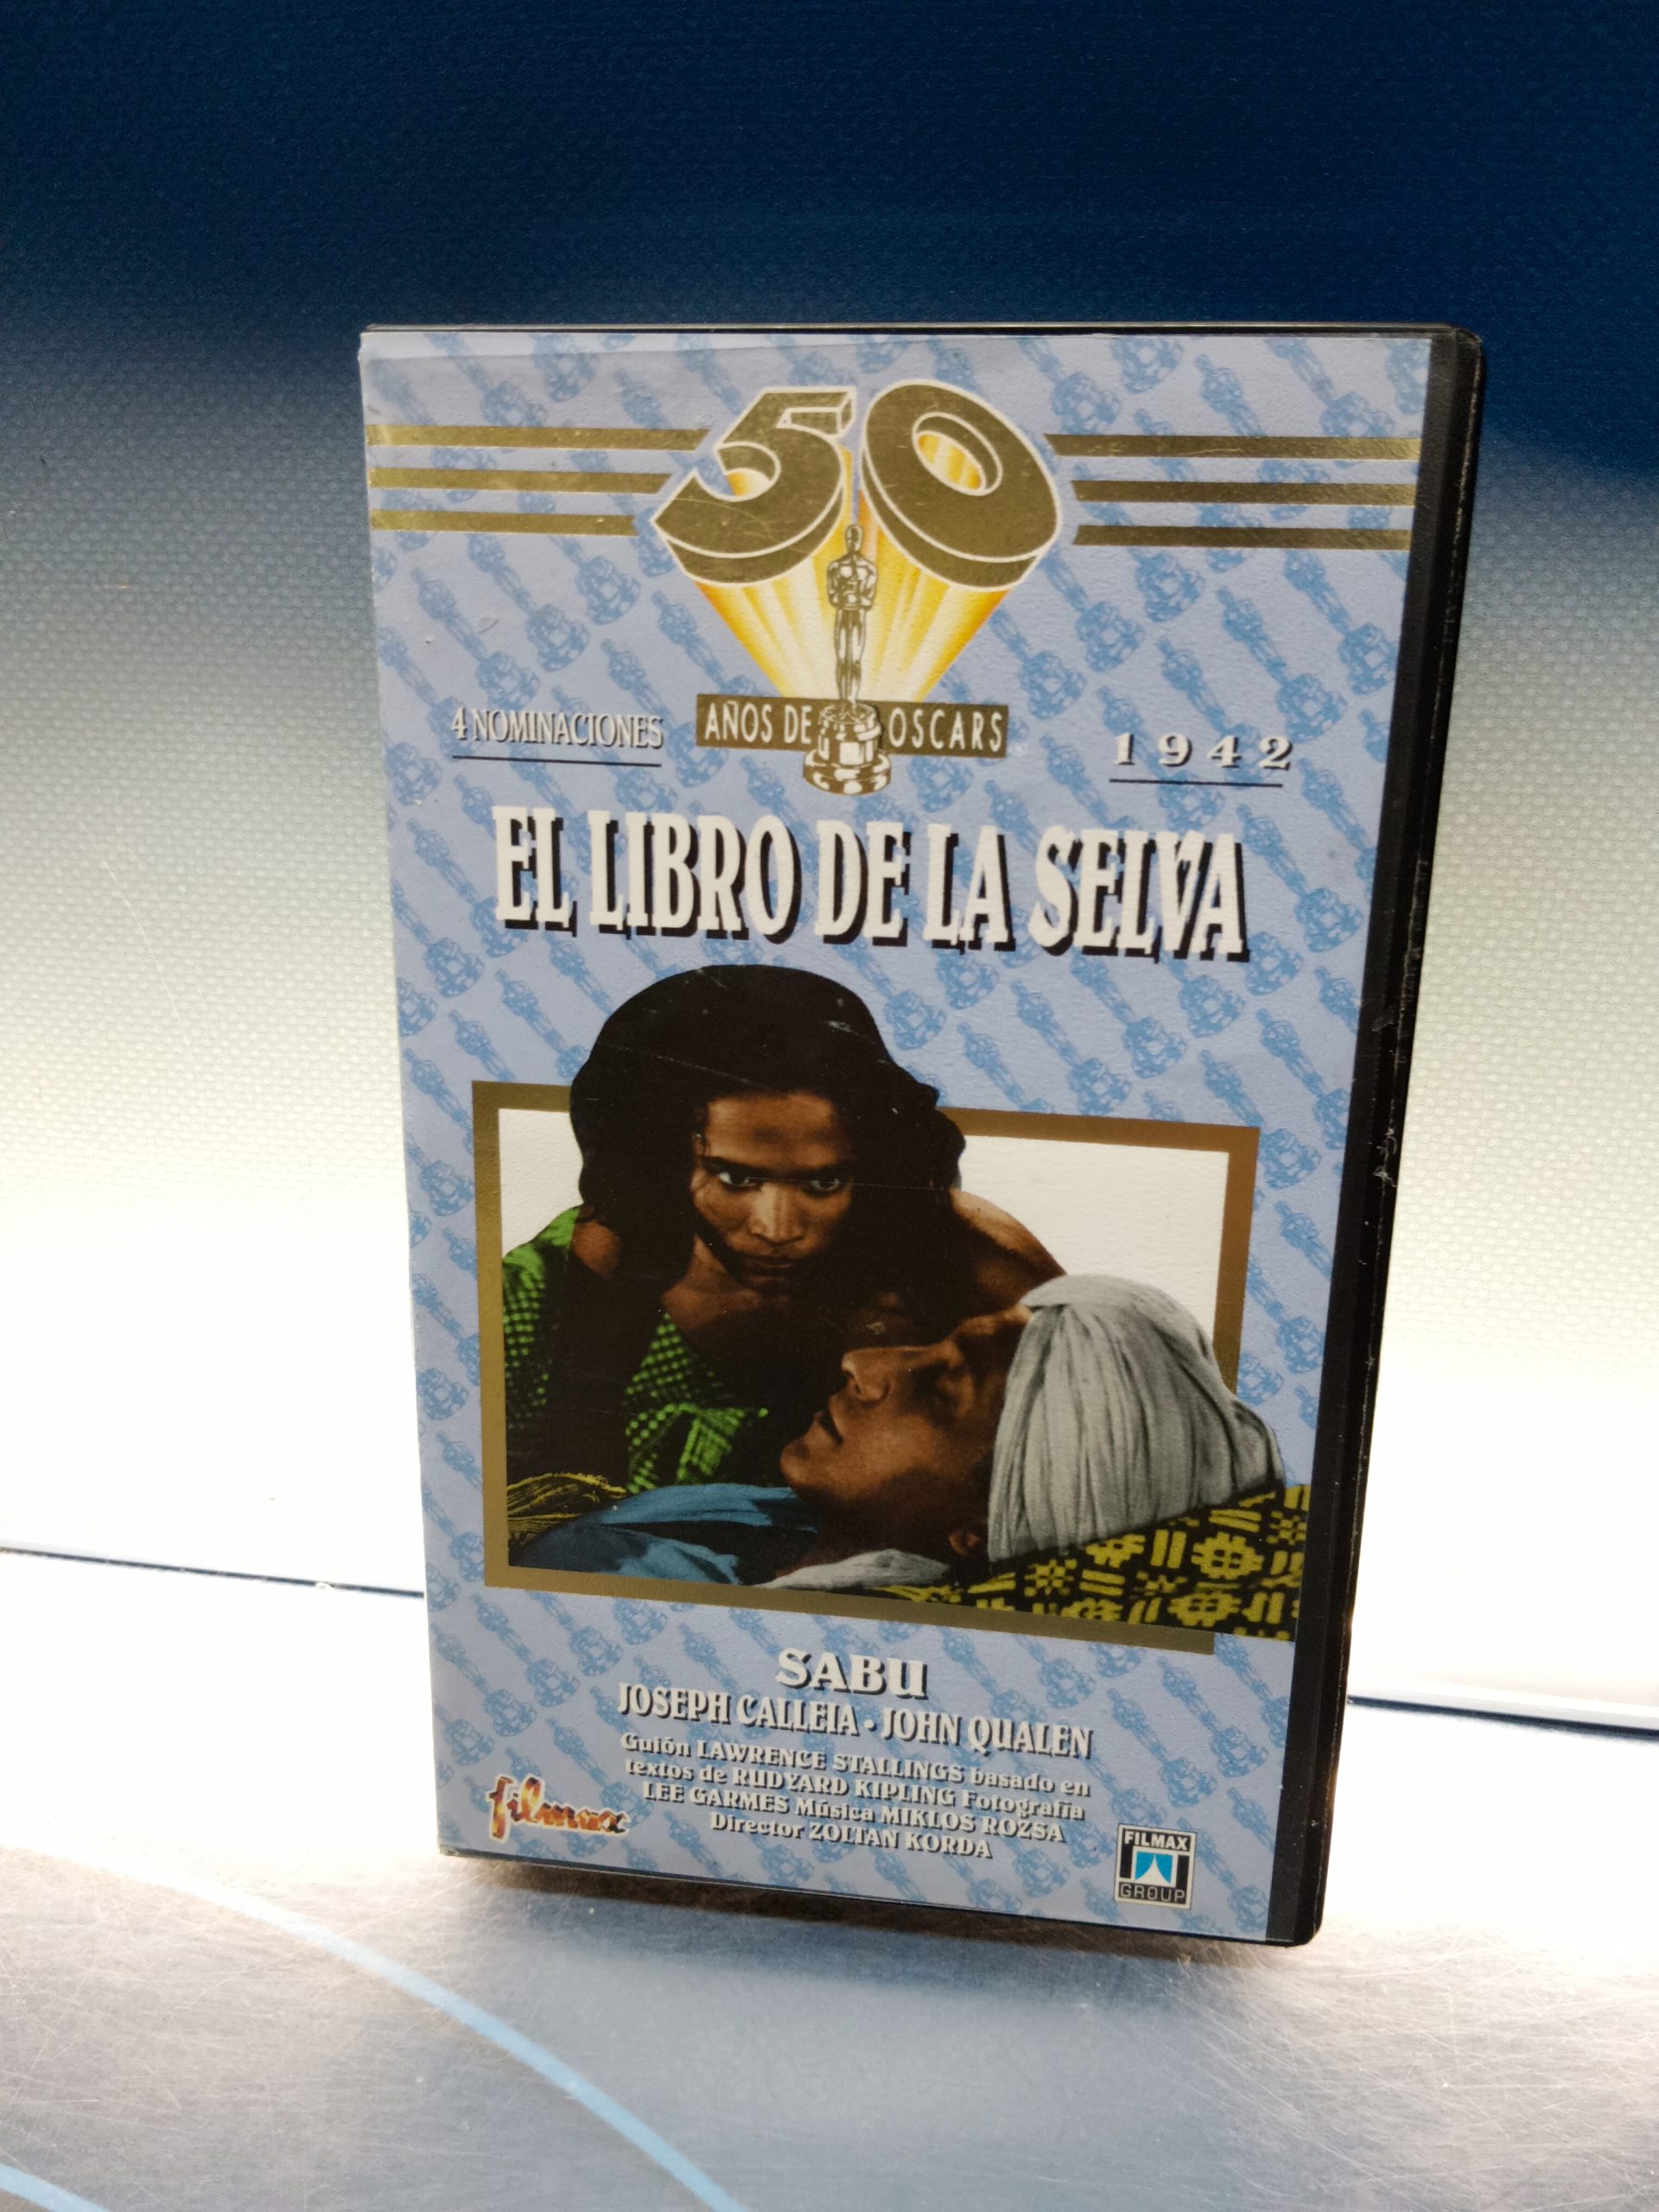 50
AÑOS DE OSCARS
4 NOMINACIONES
1942
EL LIBRO DE LA SELVA
SABU
JOSEPH CALLEIA • JOHN QUALEN
Guión LAWRENCE STALLINGS basado en
textos de RUDYARD KIPLING Fotografía
LEE GARMES Música MIKLOS ROZSA
Director ZOLTAN KORDA
filmax
FILMAX
GROUP